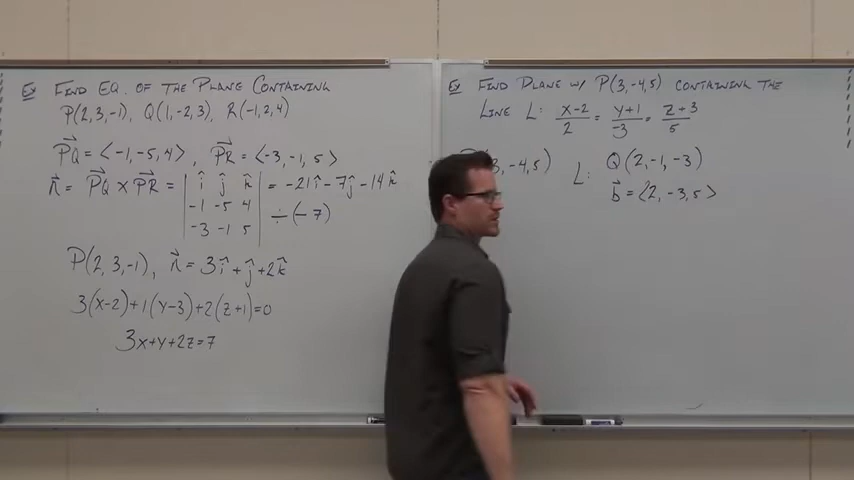 Ex Find Eq. of the Plane Containing
P(2,3,-1), Q(1,-2,3), R(-1,2,4)
PQ⃗ = <-1,-5,4>, PR⃗ = <-3,-1,5>
n⃗ = PQ⃗ × PR⃗ = | î ĵ k̂ | = -21î -7ĵ -14k̂
-1 -5 4 ÷(-7)
-3 -1 5
P(2,3,-1), n⃗ = 3î+ĵ+2k̂
3(x-2)+1(y-3)+2(z+1)=0
3x+y+2z=7
Ex Find Plane w/ P(3,-4,5) containing the
Line L: x-2/2 = y+1/-3 = z+3/5
3,-4,5) L: Q(2,-1,-3)
b⃗ = <2,-3,5>